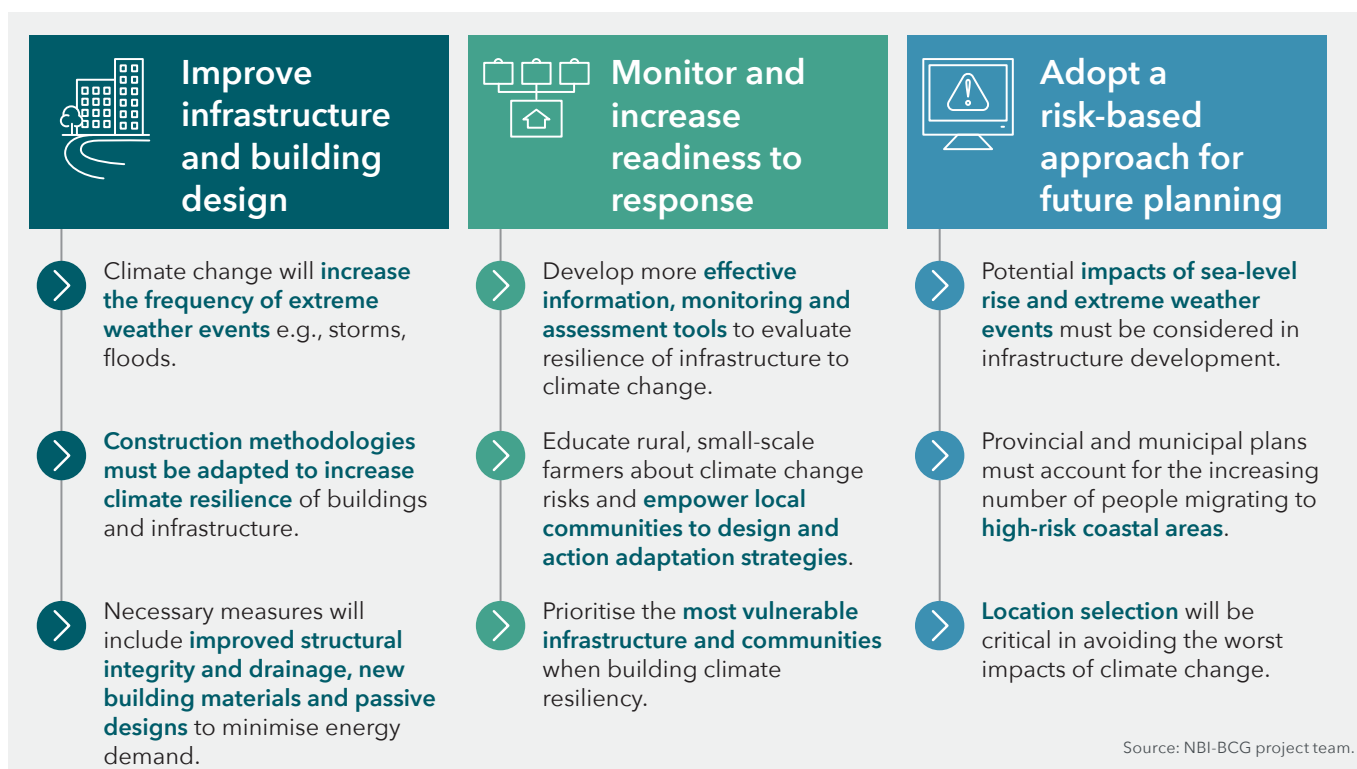 Improve
infrastructure
and building
design
Climate change will increase
the frequency of extreme
weather events e.g., storms,
floods.
Construction methodologies
must be adapted to increase
climate resilience of buildings
and infrastructure.
Necessary measures will
include improved structural
integrity and drainage, new
building materials and passive
designs to minimise energy
demand.
Monitor and
increase
readiness to
response
Develop more effective
information, monitoring and
assessment tools to evaluate
resilience of infrastructure to
climate change.
Educate rural, small-scale
farmers about climate change
risks and empower local
communities to design and
action adaptation strategies.
Prioritise the most vulnerable
infrastructure and communities
when building climate
resiliency.
Adopt a
risk-based
approach for
future planning
Potential impacts of sea-level
rise and extreme weather
events must be considered in
infrastructure development.
Provincial and municipal plans
must account for the increasing
number of people migrating to
high-risk coastal areas.
Location selection will be
critical in avoiding the worst
impacts of climate change.
Source: NBI-BCG project team.